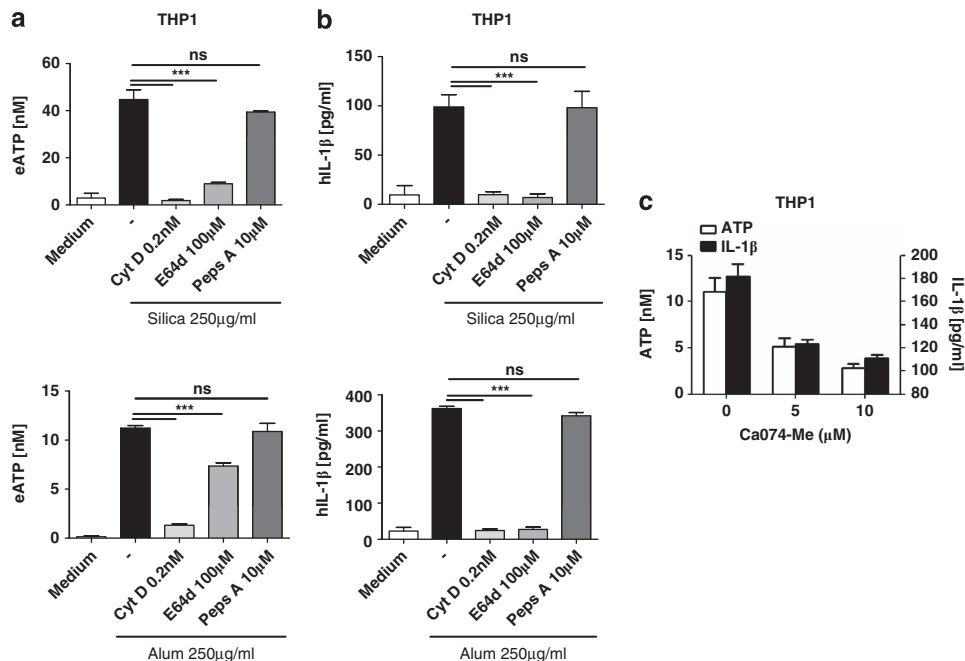 a
THP1
eATP [nM]
60
40
20
0
ns
***
Medium
-
Cyt D 0.2nM
E64d 100μM
Peps A 10μM
Silica 250μg/ml
b
THP1
hIL-1β [pg/ml]
150
100
50
0
ns
***
Medium
-
Cyt D 0.2nM
E64d 100μM
Peps A 10μM
Silica 250μg/ml
c
THP1
ATP
IL-1β
ATP [nM]
15
10
5
0
IL-1β [pg/ml]
200
180
160
140
120
100
80
0 5 10
Ca074-Me (μM)
eATP [nM]
15
10
5
0
ns
***
Medium
-
Cyt D 0.2nM
E64d 100μM
Peps A 10μM
Alum 250μg/ml
hIL-1β [pg/ml]
400
300
200
100
0
ns
***
Medium
-
Cyt D 0.2nM
E64d 100μM
Peps A 10μM
Alum 250μg/ml